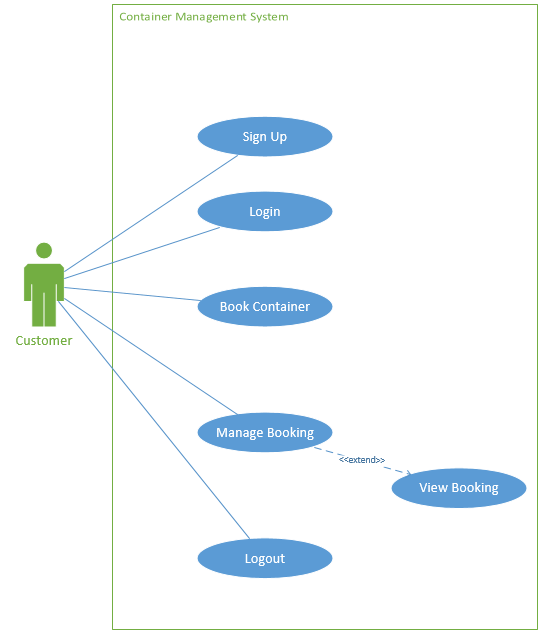 Container Management System
Sign Up
Login
Book Container
Customer
Manage Booking
<<extend>>
View Booking
Logout